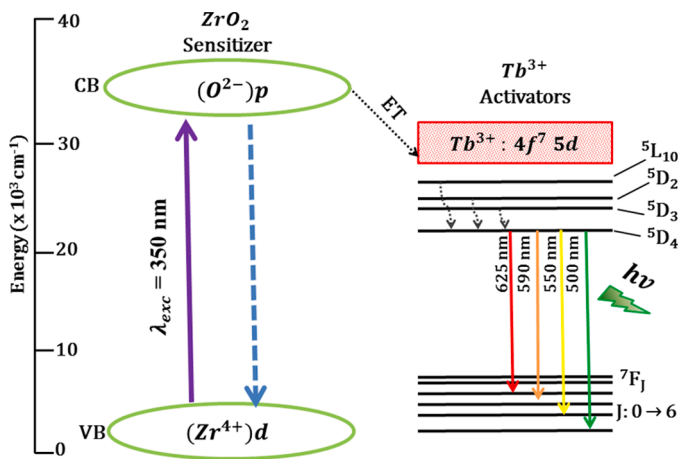 40
30
20
10
0
Energy (x 10³ cm⁻¹)
ZrO₂
Sensitizer
CB
(O²⁻)p
λexc = 350 nm
VB
(Zr⁴⁺)d
ET
Tb³⁺
Activators
Tb³⁺ : 4f⁷ 5d
⁵L₁₀
⁵D₂
⁵D₃
⁵D₄
625 nm
590 nm
550 nm
500 nm
hν
⁷FJ
J: 0 → 6